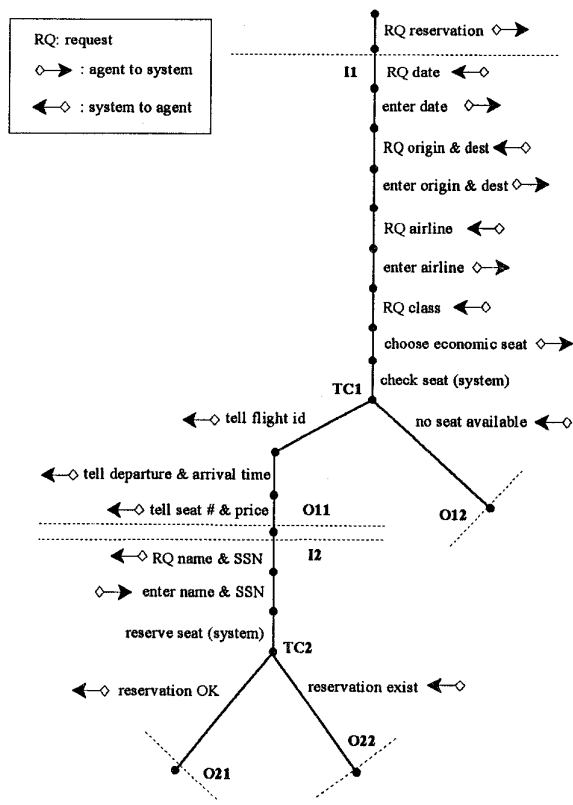 RQ: request
: agent to system
: system to agent
RQ reservation
I1
RQ date
enter date
RQ origin & dest
enter origin & dest
RQ airline
enter airline
RQ class
choose economic seat
check seat (system)
TC1
tell flight id
no seat available
tell departure & arrival time
tell seat # & price
O11
O12
I2
RQ name & SSN
enter name & SSN
reserve seat (system)
TC2
reservation OK
reservation exist
O21
O22